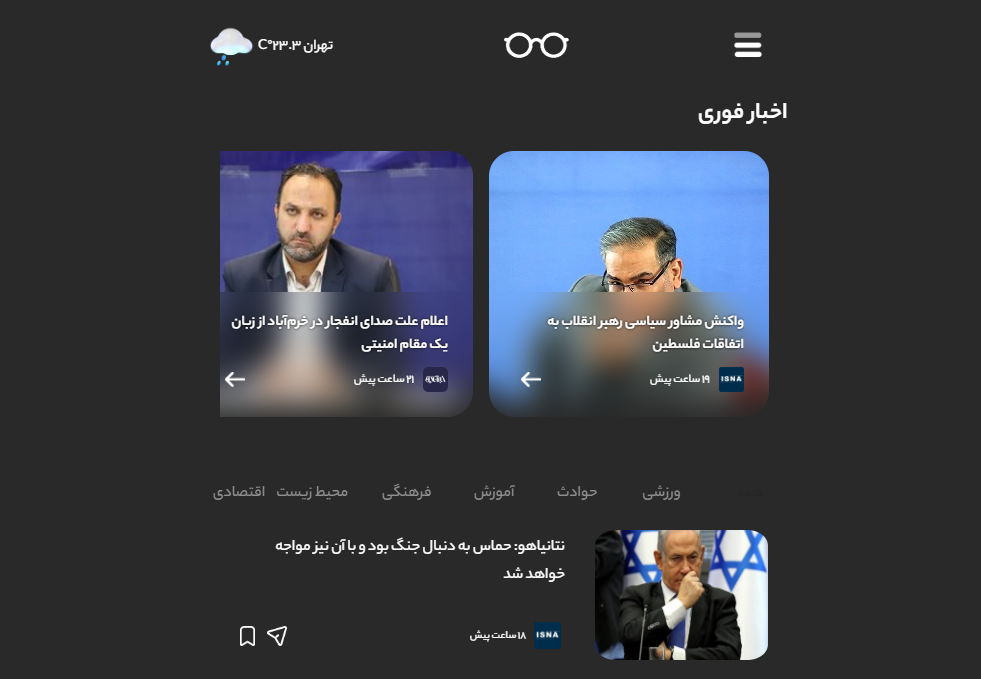 تهران ۲۳.۳°C
اخبار فوری
واکنش مشاور سیاسی رهبر انقلاب به
اتفاقات فلسطین
ISNA ۱۹ ساعت پیش
اعلام علت صدای انفجار در خرم‌آباد از زبان
یک مقام امنیتی
۲۱ ساعت پیش
ورزشی حوادث آموزش فرهنگی محیط زیست اقتصادی
نتانیاهو: حماس به دنبال جنگ بود و با آن نیز مواجه
خواهد شد
ISNA ۱۸ ساعت پیش